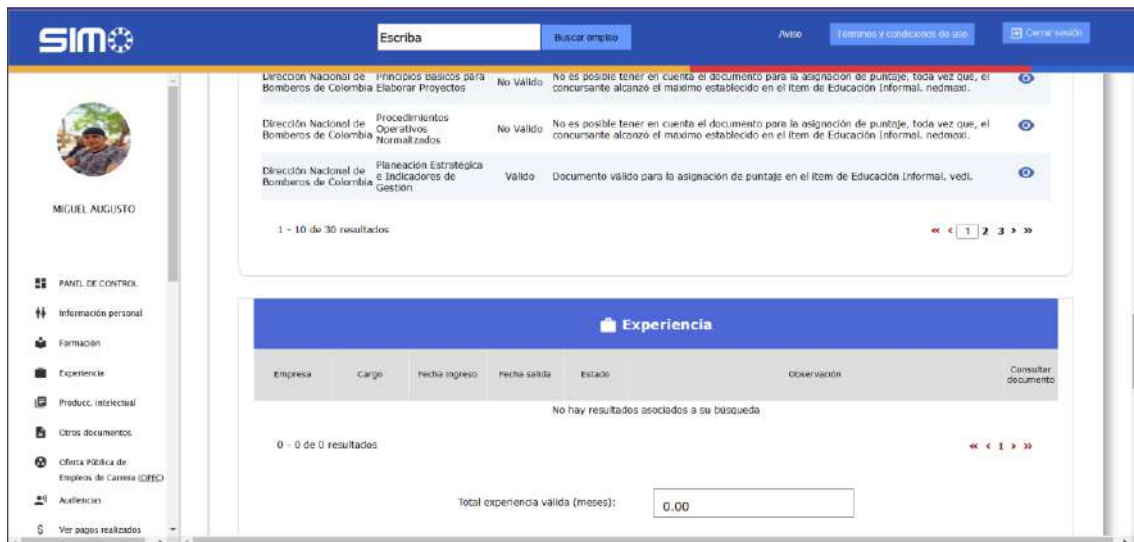 SIMO
Escriba
Buscar empleo
Aviso
Términos y condiciones de uso
Cerrar sesión
MIGUEL AUGUSTO
PANEL DE CONTROL
Información personal
Formación
Experiencia
Producc. intelectual
Otros documentos
Oferta Pública de
Empleos de Carrera (OPEC)
Audiencias
Ver pagos realizados
Dirección Nacional de Principios Básicos para
Bomberos de Colombia Elaborar Proyectos
No Válido
No es posible tener en cuenta el documento para la asignación de puntaje, toda vez que, el
concursante alcanzó el máximo establecido en el ítem de Educación Informal. nedmaxi.
Dirección Nacional de
Bomberos de Colombia
Procedimientos
Operativos
Normalizados
No Válido
No es posible tener en cuenta el documento para la asignación de puntaje, toda vez que, el
concursante alcanzó el máximo establecido en el ítem de Educación Informal. nedmaxi.
Dirección Nacional de
Bomberos de Colombia
Planeación Estratégica
e Indicadores de
Gestión
Válido
Documento válido para la asignación de puntaje en el ítem de Educación Informal. vedi.
1 - 10 de 30 resultados
« ‹ 1 2 3 › »
Experiencia
Empresa Cargo Fecha ingreso Fecha salida Estado Observación Consultar
documento
No hay resultados asociados a su búsqueda
0 - 0 de 0 resultados
« ‹ 1 › »
Total experiencia válida (meses):
0.00